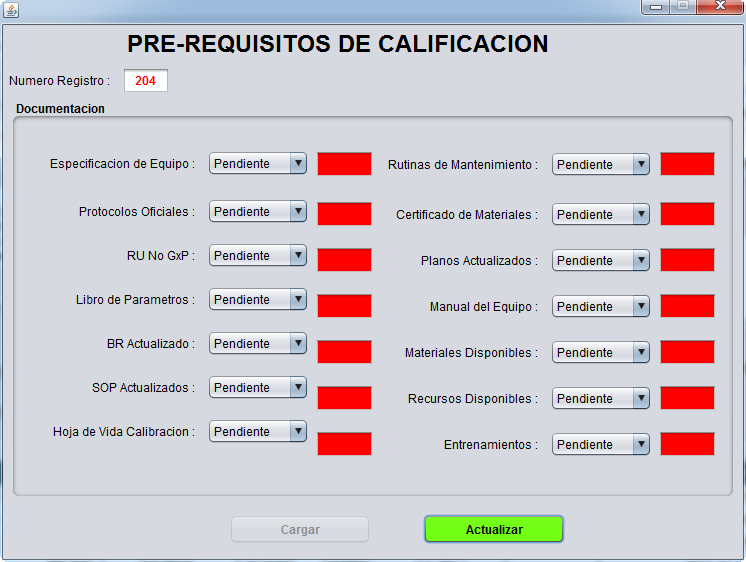 PRE-REQUISITOS DE CALIFICACION
Numero Registro : 204
Documentacion
Especificacion de Equipo : Pendiente
Rutinas de Mantenimiento : Pendiente
Protocolos Oficiales : Pendiente
Certificado de Materiales : Pendiente
RU No GxP : Pendiente
Planos Actualizados : Pendiente
Libro de Parametros : Pendiente
Manual del Equipo : Pendiente
BR Actualizado : Pendiente
Materiales Disponibles : Pendiente
SOP Actualizados : Pendiente
Recursos Disponibles : Pendiente
Hoja de Vida Calibracion : Pendiente
Entrenamientos : Pendiente
Cargar
Actualizar